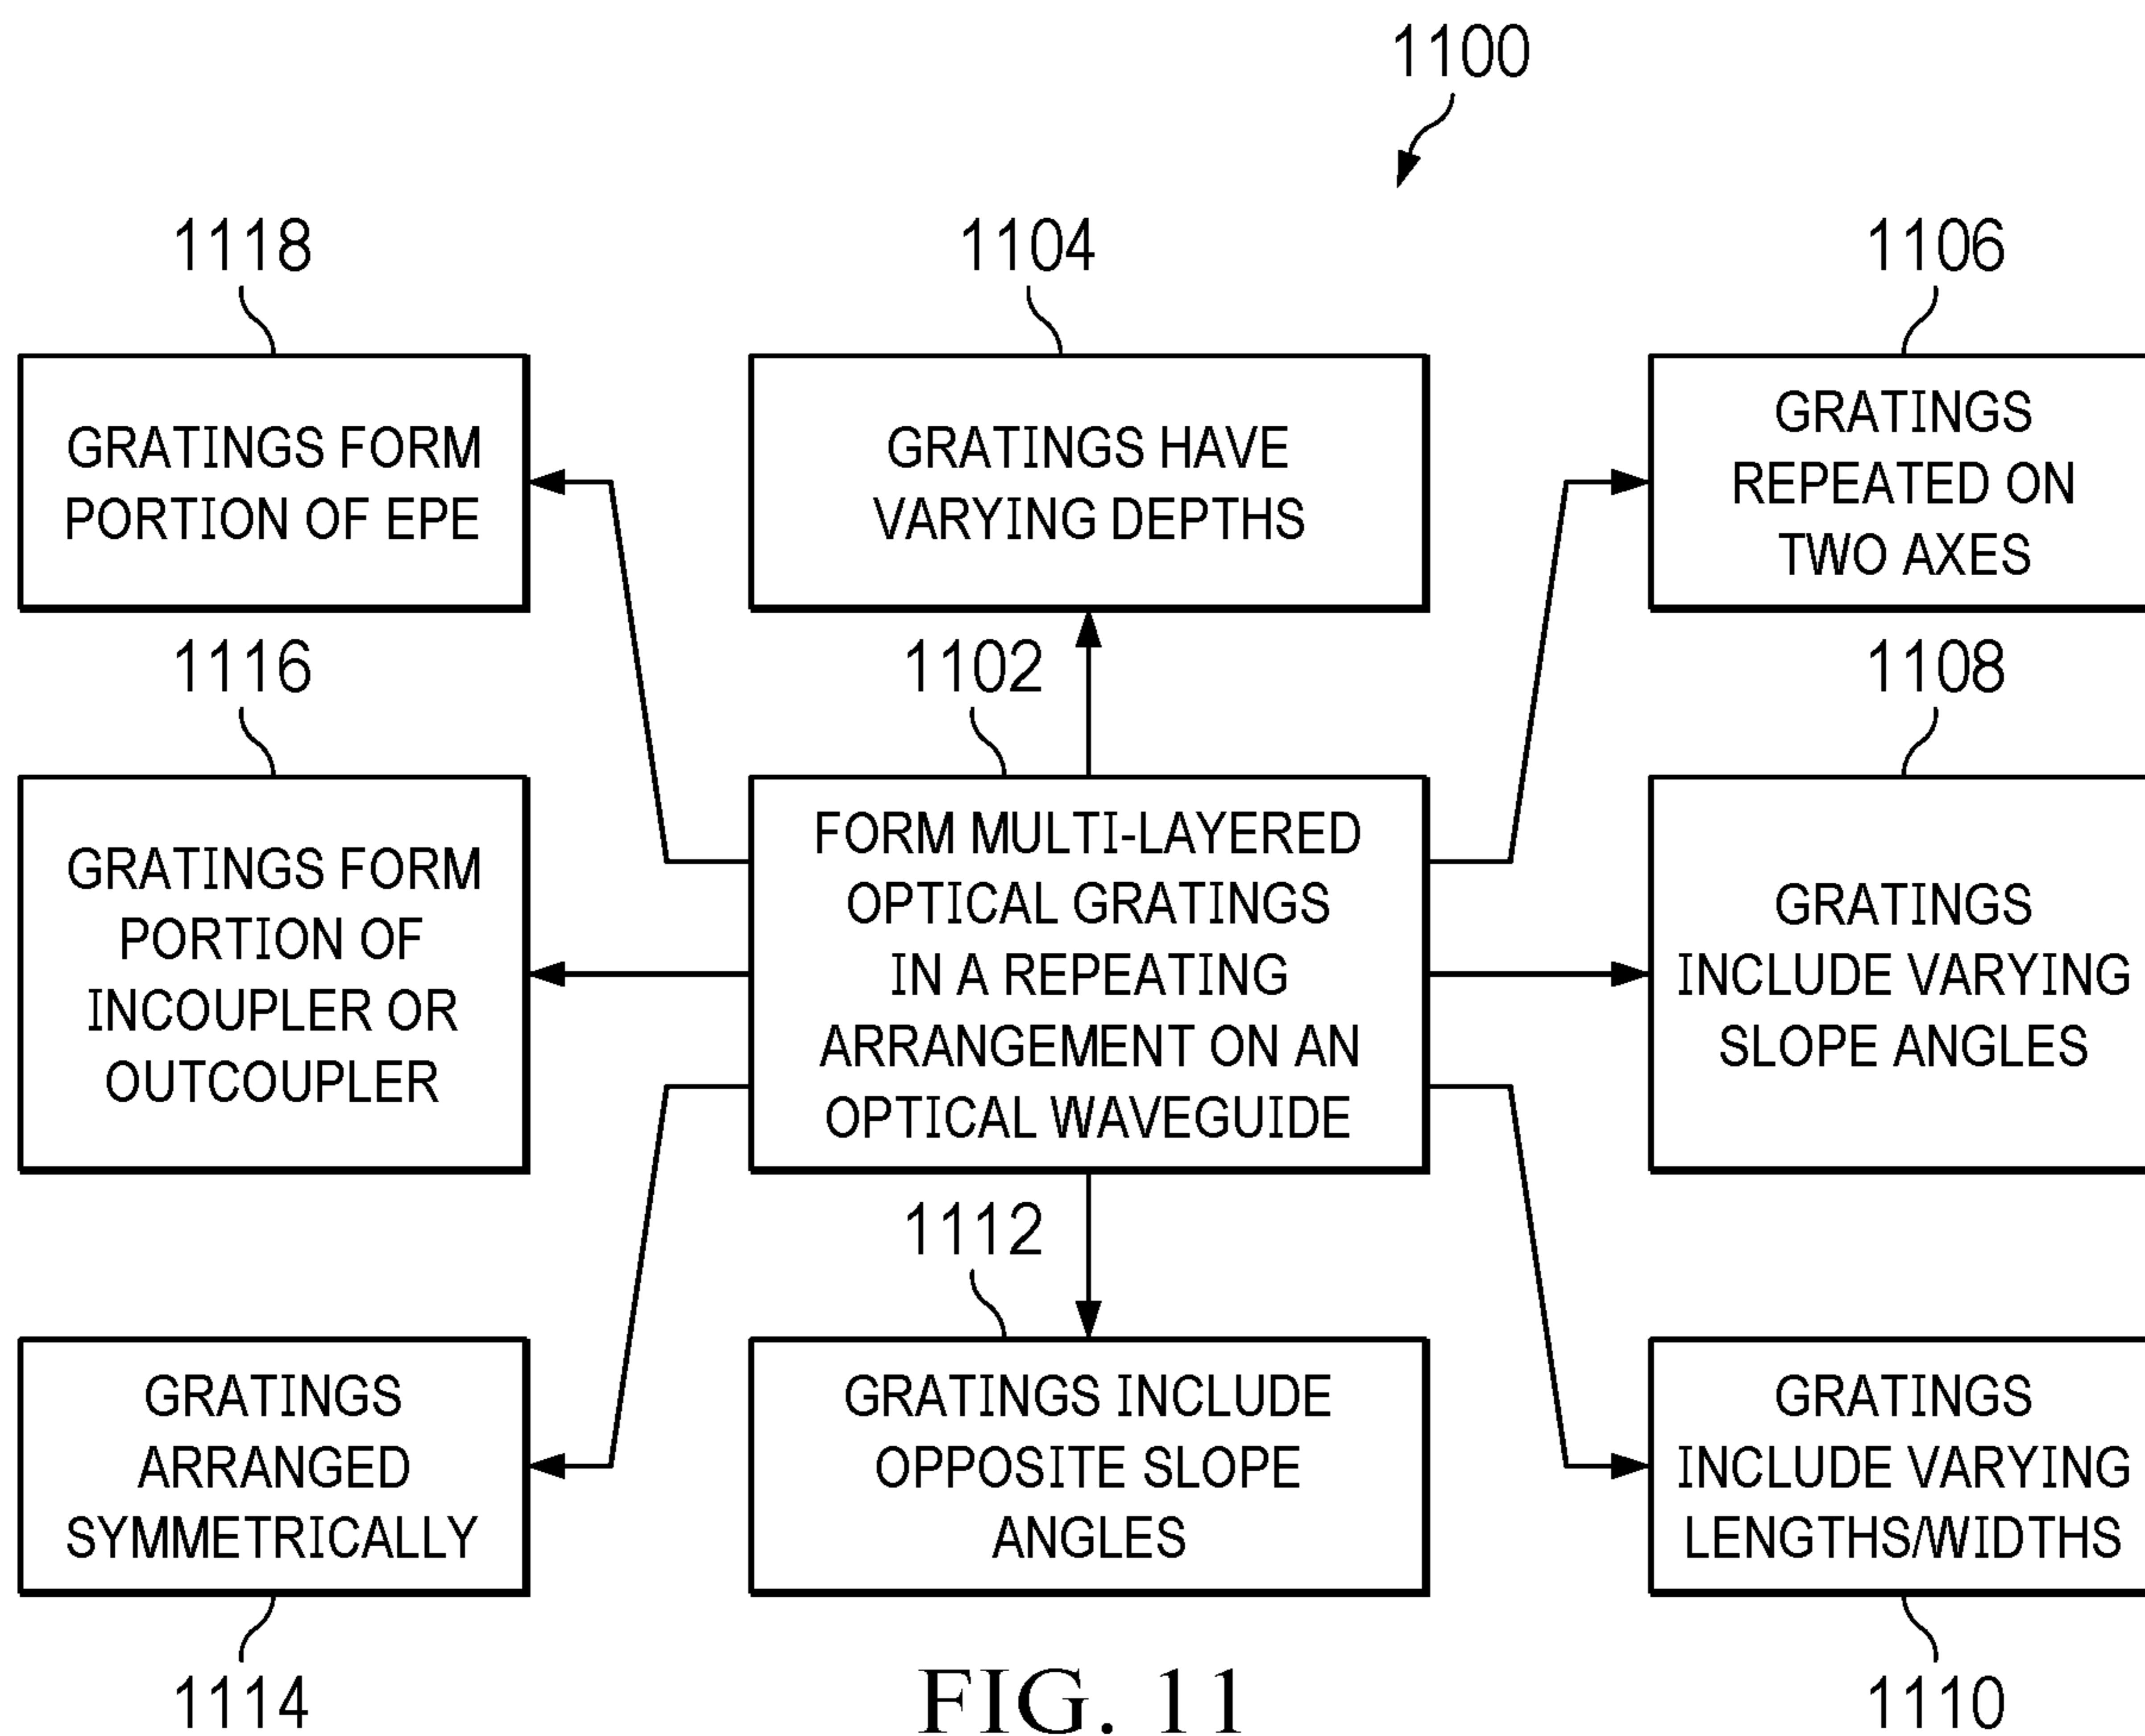 1100
1118
1104
1106
GRATINGS FORM
PORTION OF EPE
GRATINGS HAVE
VARYING DEPTHS
GRATINGS
REPEATED ON
TWO AXES
1116
1102
1108
GRATINGS FORM
PORTION OF
INCOUPLER OR
OUTCOUPLER
FORM MULTI-LAYERED
OPTICAL GRATINGS
IN A REPEATING
ARRANGEMENT ON AN
OPTICAL WAVEGUIDE
GRATINGS
INCLUDE VARYING
SLOPE ANGLES
1112
GRATINGS
ARRANGED
SYMMETRICALLY
GRATINGS INCLUDE
OPPOSITE SLOPE
ANGLES
GRATINGS
INCLUDE VARYING
LENGTHS/WIDTHS
1114
1110
FIG. 11